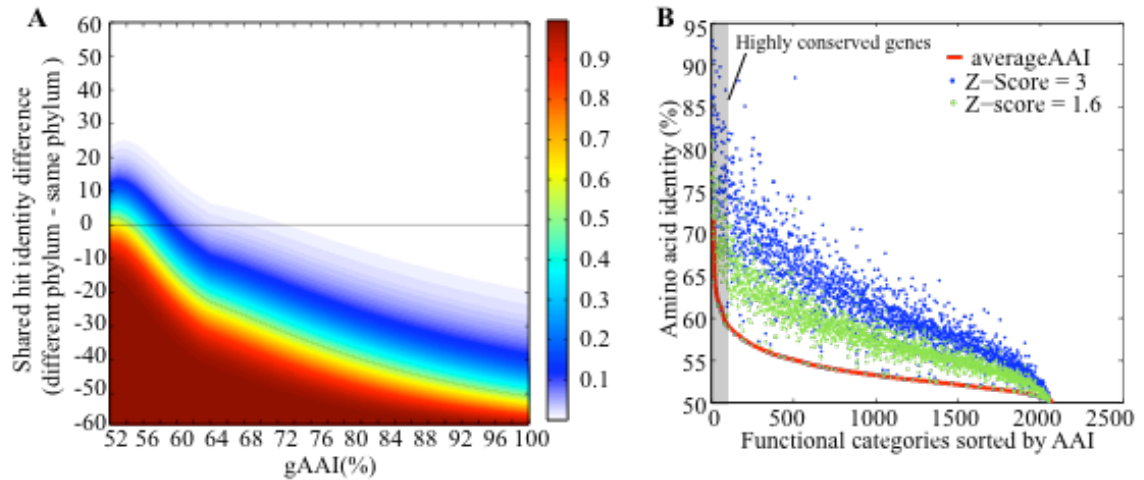 A
Shared hit identity difference
(different phylum - same phylum)
60
50
40
30
20
10
0
-10
-20
-30
-40
-50
-60
52 56 60 64 68 72 76 80 84 88 92 96 100
gAAI(%)
0.9
0.8
0.7
0.6
0.5
0.4
0.3
0.2
0.1
B
Amino acid identity (%)
95
90
85
80
75
70
65
60
55
50
Highly conserved genes
averageAAI
Z-Score = 3
Z-score = 1.6
0 500 1000 1500 2000 2500
Functional categories sorted by AAI